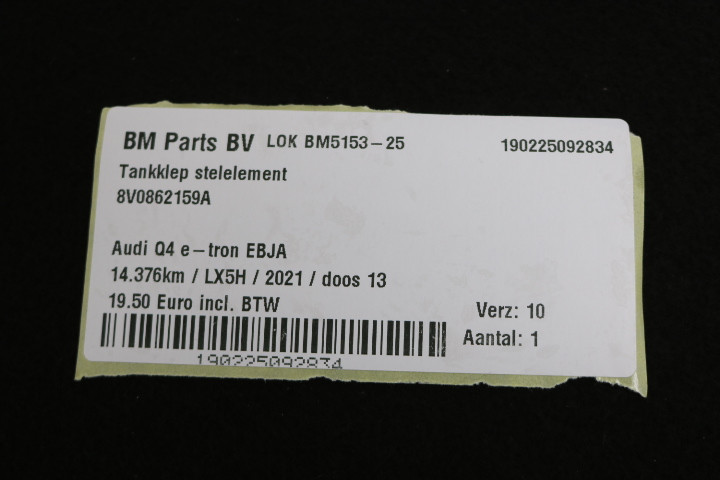 BM Parts BV LOK BM5153-25 190225092834
Tankklep stelelement
8V0862159A
Audi Q4 e-tron EBJA
14.376km / LX5H / 2021 / doos 13
19.50 Euro incl. BTW
Verz: 10
Aantal: 1
190225092834